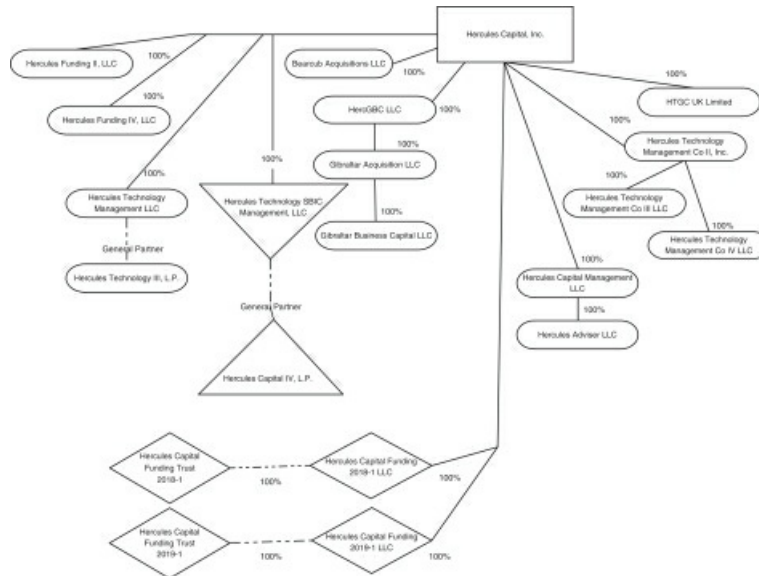 Hercules Capital, Inc.
100%
Hercules Funding II, LLC
Bearcub Acquisitions LLC
100%
100%
HTGC UK Limited
100%
Hercules Funding IV, LLC
HercGBC LLC
100%
100%
Hercules Technology
Management Co II, Inc.
100%
100%
100%
Gibraltar Acquisition LLC
100%
100%
Hercules Technology
Management LLC
Hercules Technology SBIC
Management, LLC
Hercules Technology
Management Co III LLC
100%
100%
Gibraltar Business Capital LLC
Hercules Technology
Management Co IV LLC
General Partner
Hercules Technology III, L.P.
100%
Hercules Capital Management
LLC
General Partner
100%
Hercules Adviser LLC
Hercules Capital IV, L.P.
Hercules Capital
Funding Trust
2018-1
100%
Hercules Capital Funding
2018-1 LLC
100%
Hercules Capital
Funding Trust
2019-1
100%
Hercules Capital Funding
2019-1 LLC
100%